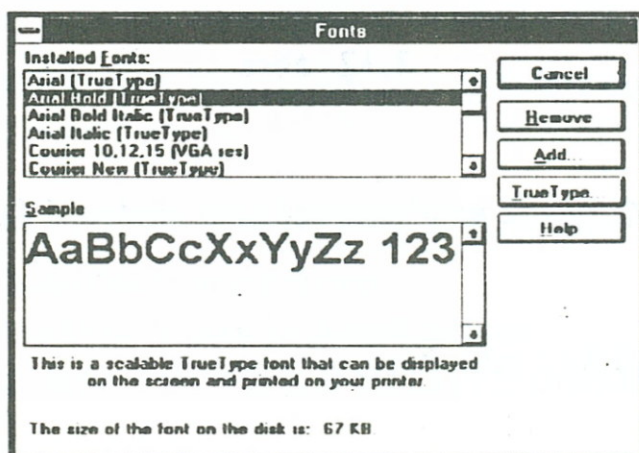 Fonts
Installed Fonts:
Arial (TrueType)
Arial Bold (TrueType)
Arial Bold Italic (TrueType)
Arial Italic (TrueType)
Courier 10,12,15 (VGA res)
Courier New (TrueType)
Cancel
Remove
Add...
TrueType...
Help
Sample
AaBbCcXxYyZz 123
This is a scalable TrueType font that can be displayed
on the screen and printed on your printer.
The size of the font on the disk is: 67 KB